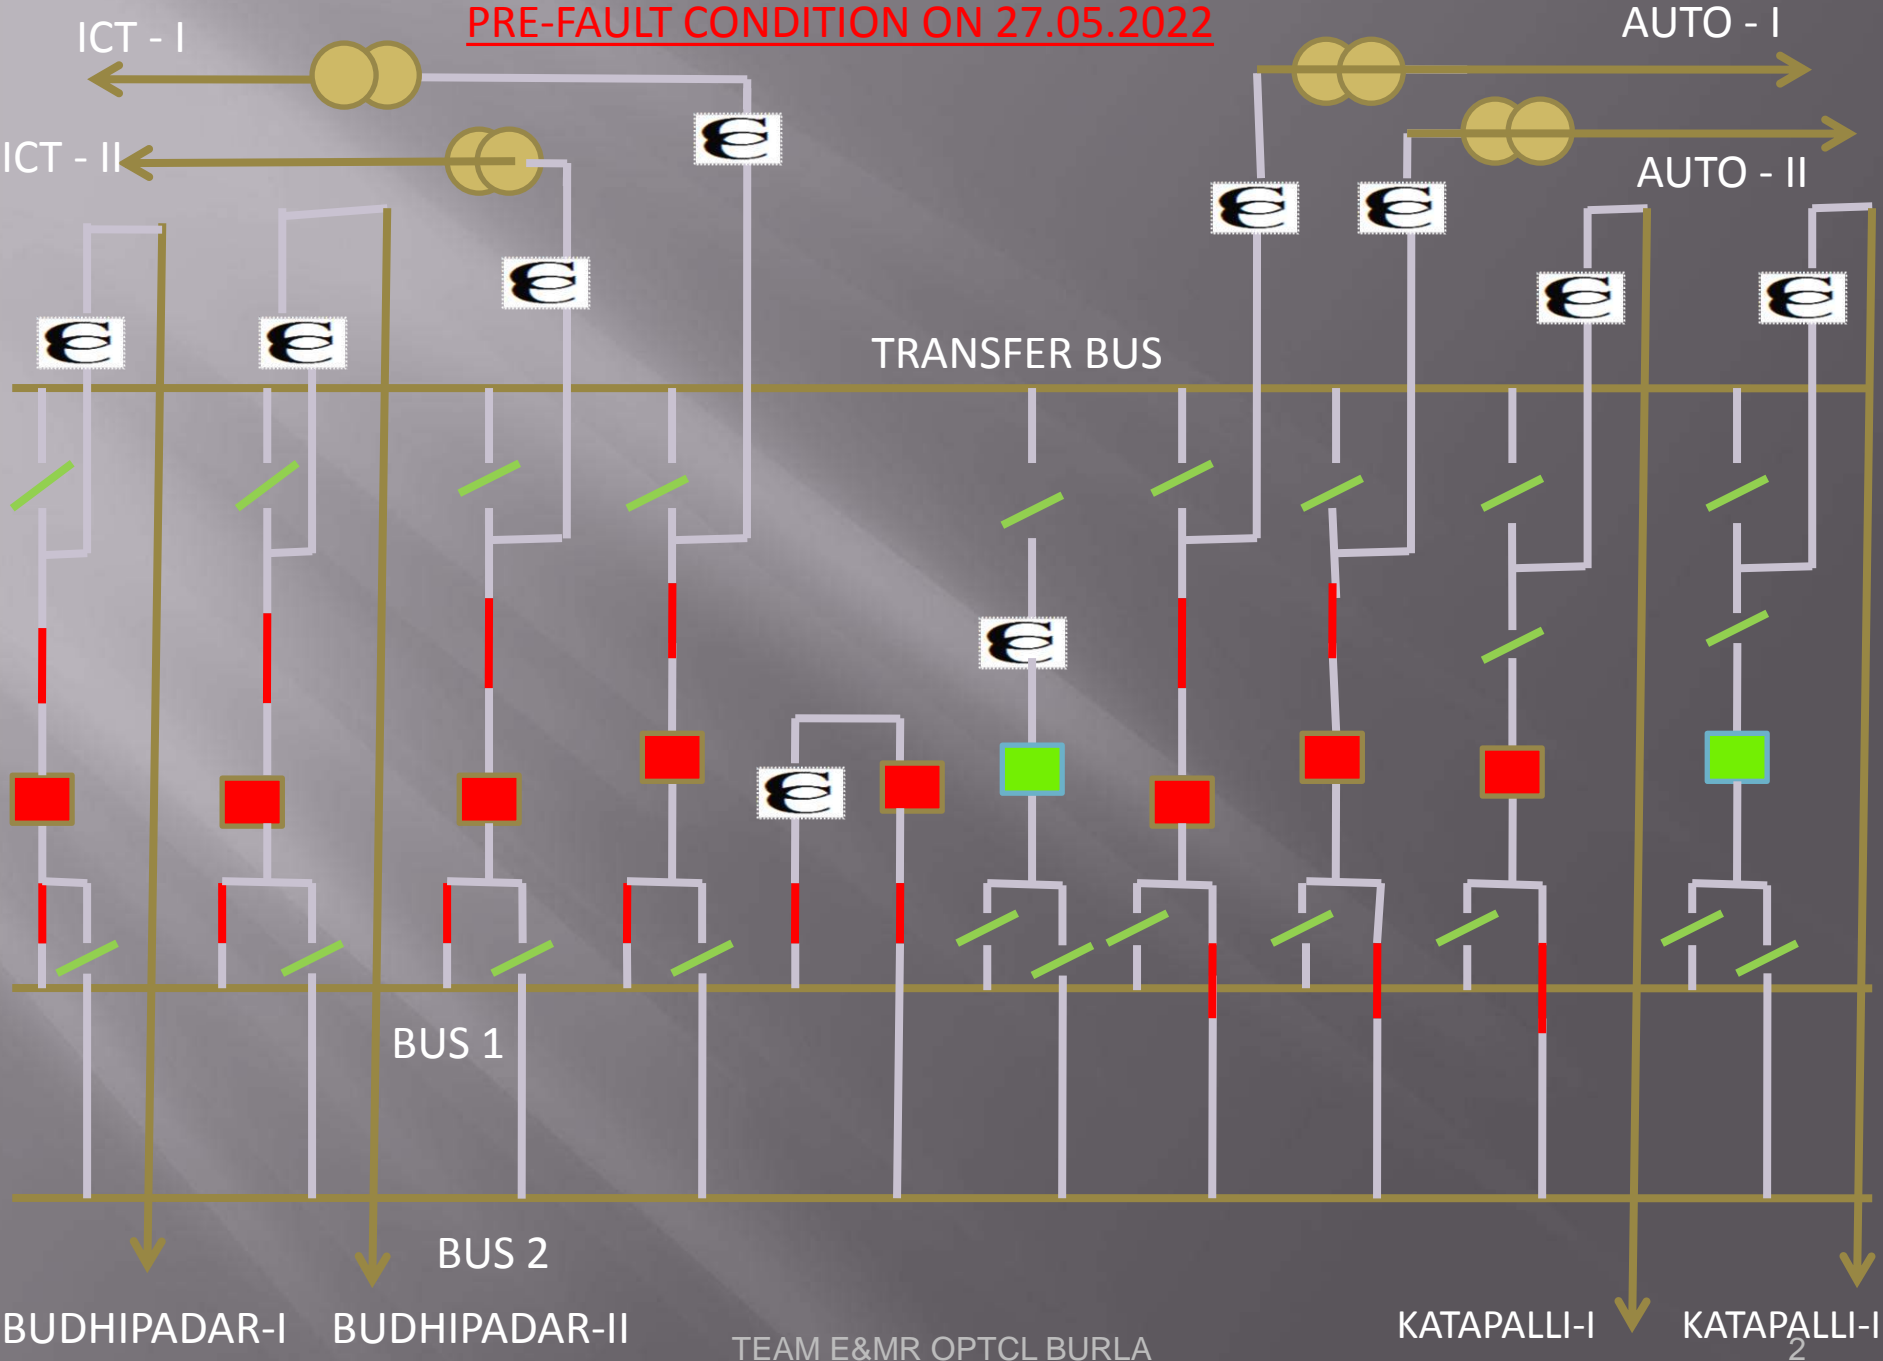 PRE-FAULT CONDITION ON 27.05.2022
ICT - I
AUTO - I
ICT - II
AUTO - II
TRANSFER BUS
BUS 1
BUS 2
BUDHIPADAR-I
BUDHIPADAR-II
KATAPALLI-I
KATAPALLI-I
TEAM E&MR OPTCL BURLA
2